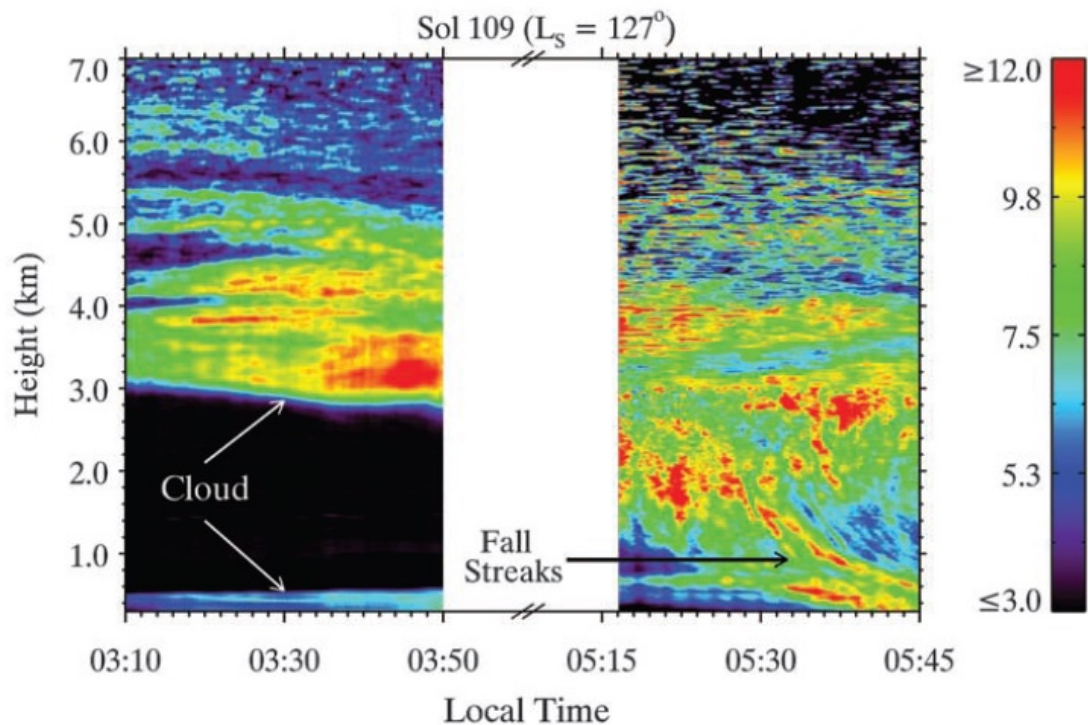 Sol 109 (L_S = 127°)
7.0
6.0
5.0
4.0
3.0
2.0
1.0
Height (km)
Cloud
Fall
Streaks
≥ 12.0
9.8
7.5
5.3
≤ 3.0
03:10 03:30 03:50 05:15 05:30 05:45
Local Time